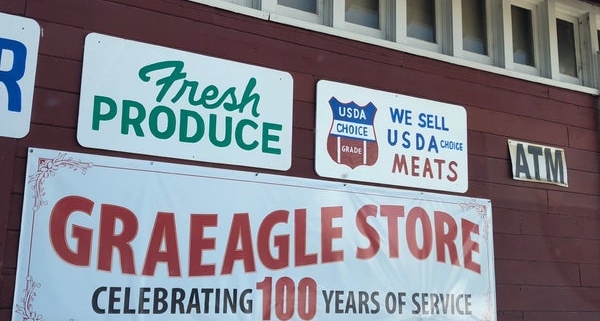 R
Fresh
PRODUCE
USDA
CHOICE
GRADE
WE SELL
USDA CHOICE
MEATS
ATM
GRAEAGLE STORE
CELEBRATING 100 YEARS OF SERVICE